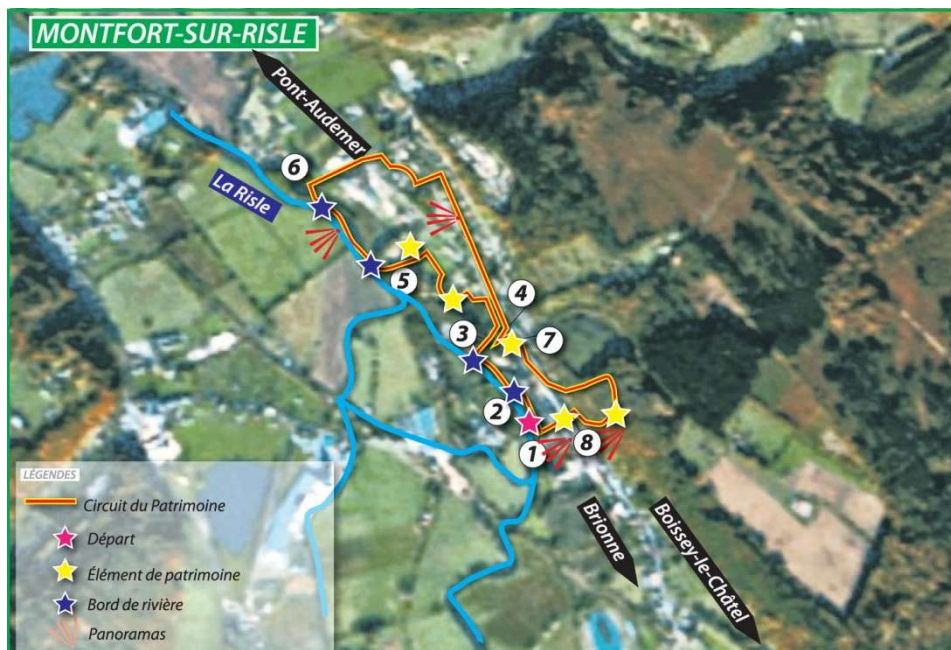 MONTFORT-SUR-RISLE
Pont-Audemer
6
La Risle
5
4
3
7
2
1
8
Brionne
Boissey-le-Châtel
LÉGENDES
Circuit du Patrimoine
Départ
Élément de patrimoine
Bord de rivière
Panoramas